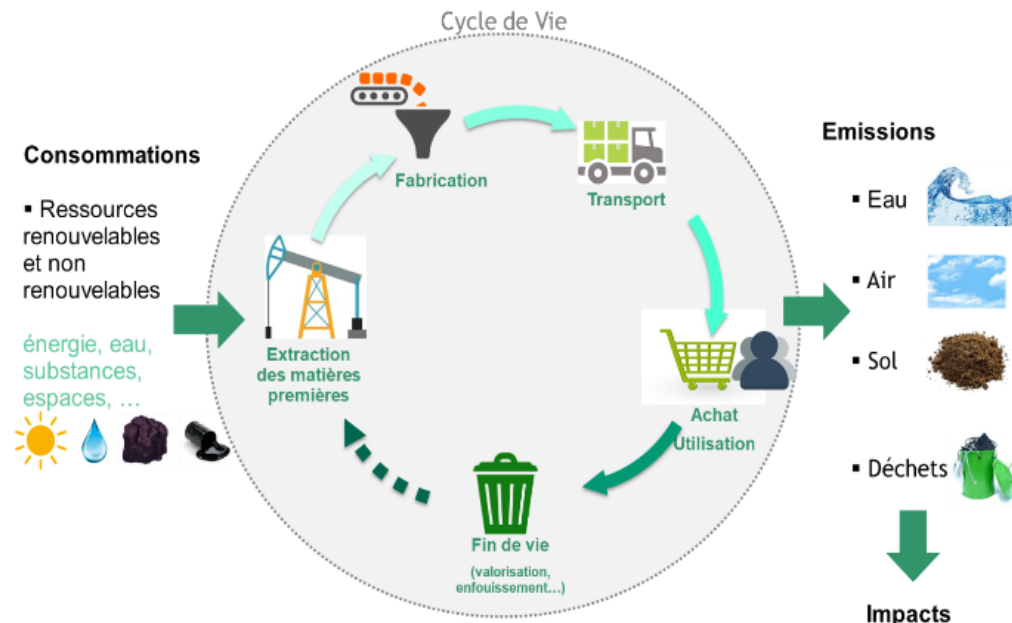 Cycle de Vie
Consommations
▪ Ressources
renouvelables
et non
renouvelables
énergie, eau,
substances,
espaces, …
Fabrication
Transport
Extraction
des matières
premières
Achat
Utilisation
Fin de vie
(valorisation,
enfouissement…)
Emissions
▪ Eau
▪ Air
▪ Sol
▪ Déchets
Impacts